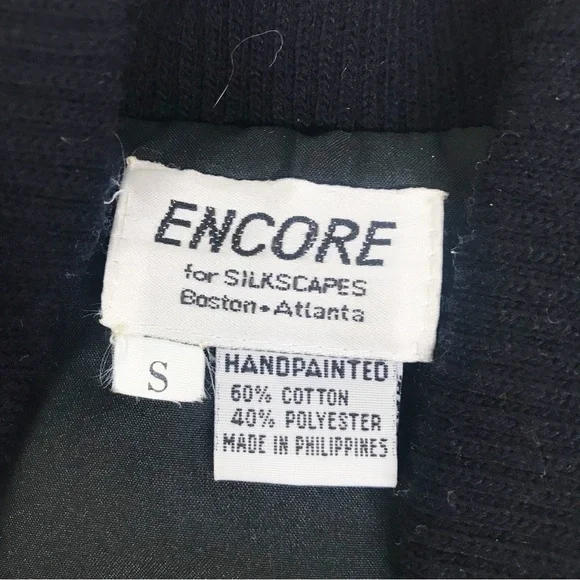 ENCORE
for SILKSCAPES
Boston • Atlanta
S
HANDPAINTED
60% COTTON
40% POLYESTER
MADE IN PHILIPPINES